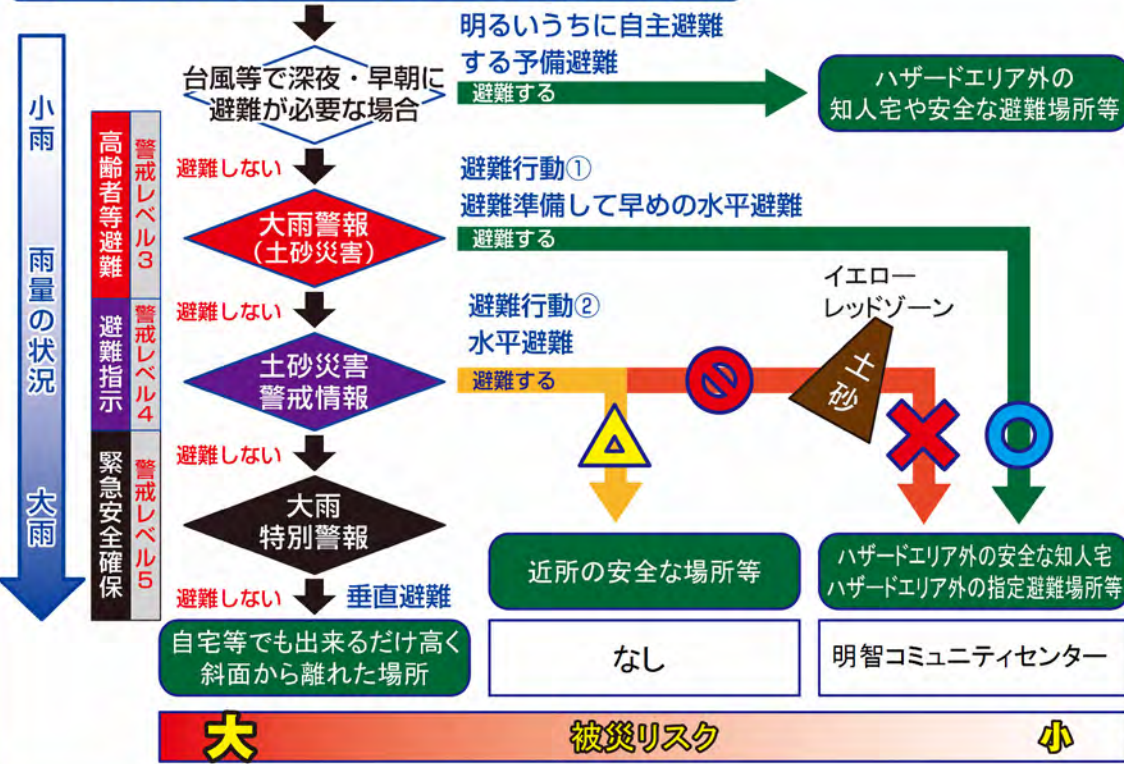 明るいうちに自主避難
する予備避難
台風等で深夜・早朝に
避難が必要な場合
避難する
ハザードエリア外の
知人宅や安全な避難場所等
小雨
雨量の状況
大雨
高齢者等避難
警戒レベル3
避難しない
大雨警報
(土砂災害)
避難行動①
避難準備して早めの水平避難
避難する
避難指示
警戒レベル4
避難しない
土砂災害
警戒情報
避難行動②
水平避難
避難する
イエロー
レッドゾーン
土砂
緊急安全確保
警戒レベル5
避難しない
大雨
特別警報
避難しない
垂直避難
自宅等でも出来るだけ高く
斜面から離れた場所
近所の安全な場所等
なし
ハザードエリア外の安全な知人宅
ハザードエリア外の指定避難場所等
明智コミュニティセンター
大
被災リスク
小